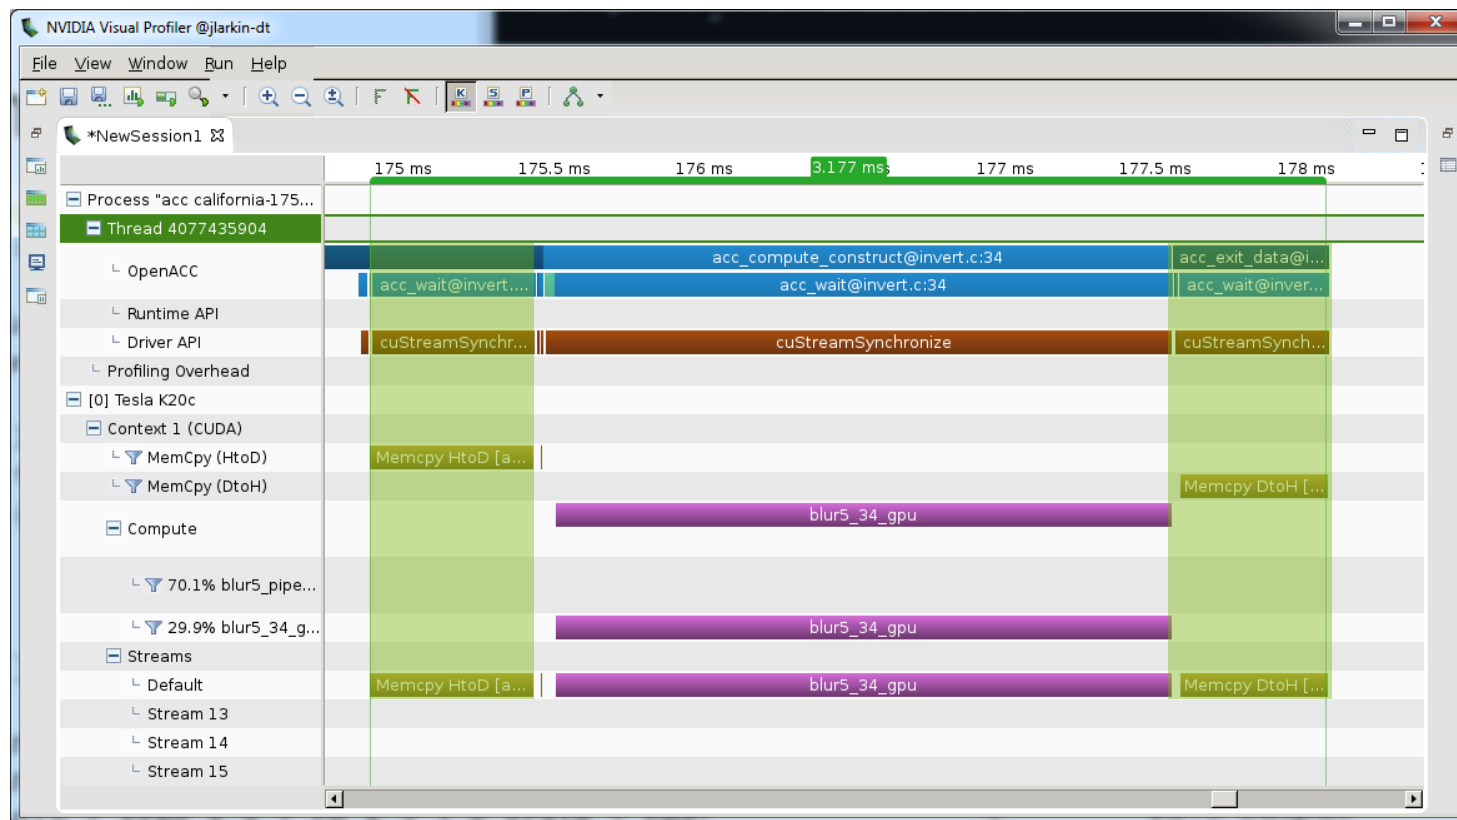 NVIDIA Visual Profiler @jlarkin-dt
File View Window Run Help
*NewSession1
175 ms 175.5 ms 176 ms 3.177 ms 177 ms 177.5 ms 178 ms
Process "acc california-175...
Thread 4077435904
OpenACC
acc_compute_construct@invert.c:34 acc_exit_data@i...
acc_wait@invert.... acc_wait@invert.c:34 acc_wait@inver...
Runtime API
Driver API cuStreamSynchr... cuStreamSynchronize cuStreamSynch...
Profiling Overhead
[0] Tesla K20c
Context 1 (CUDA)
MemCpy (HtoD) Memcpy HtoD [a...
MemCpy (DtoH) Memcpy DtoH [...
Compute blur5_34_gpu
70.1% blur5_pipe...
29.9% blur5_34_g... blur5_34_gpu
Streams
Default Memcpy HtoD [a... blur5_34_gpu Memcpy DtoH [...
Stream 13
Stream 14
Stream 15